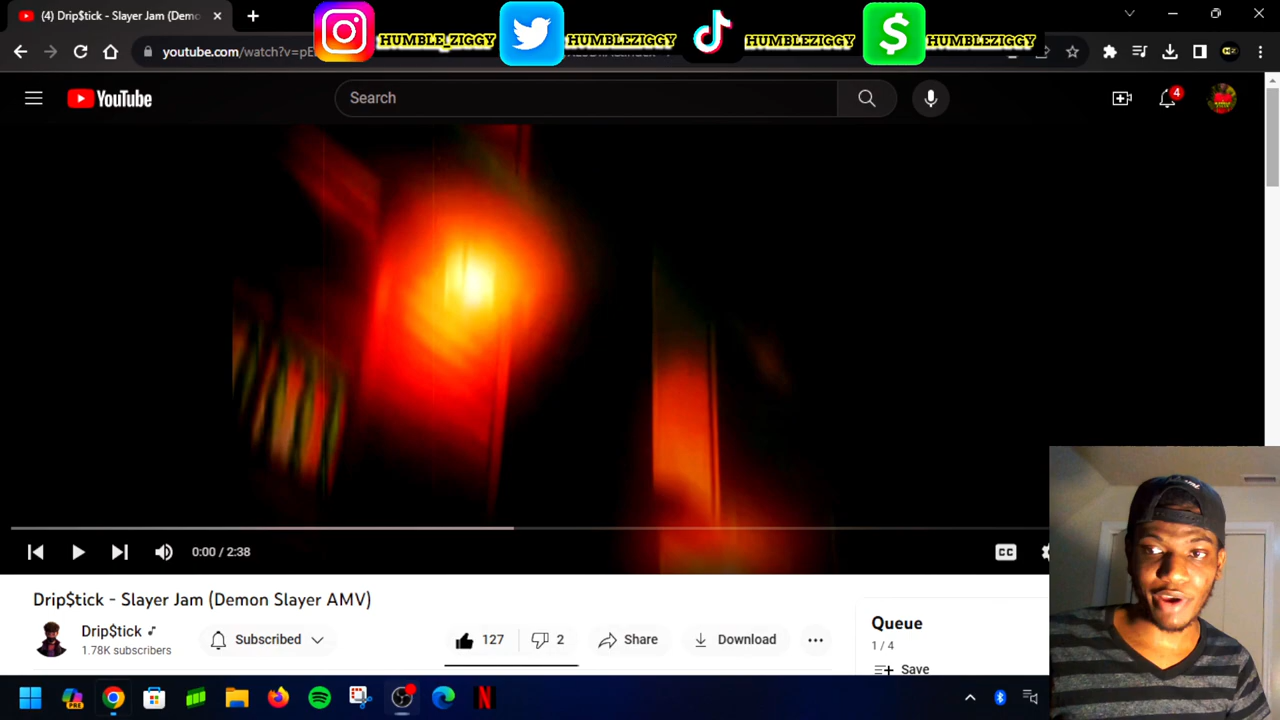 (4) Drip$tick - Slayer Jam (Demo
youtube.com/watch?v=pE
HUMBLE_ZIGGY
HUMBLEZIGGY
HUMBLEZIGGY
HUMBLEZIGGY
YouTube
Search
4
0:00 / 2:38
CC
Drip$tick - Slayer Jam (Demon Slayer AMV)
Drip$tick
1.78K subscribers
Subscribed
127
2
Share
Download
Queue
1 / 4
Save
PRE
N